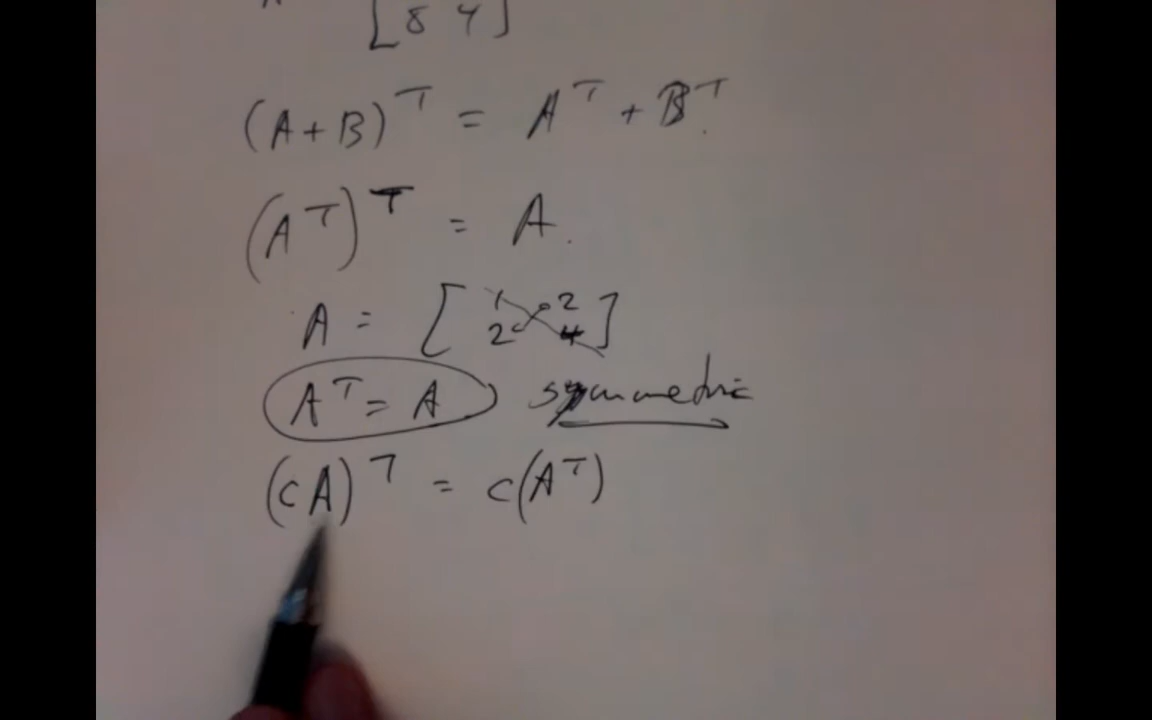 [8 4]
(A+B)ᵀ = Aᵀ + Bᵀ.
(Aᵀ)ᵀ = A.
A = [1 2
2 4]
Aᵀ = A symmetric
(cA)ᵀ = c(Aᵀ)